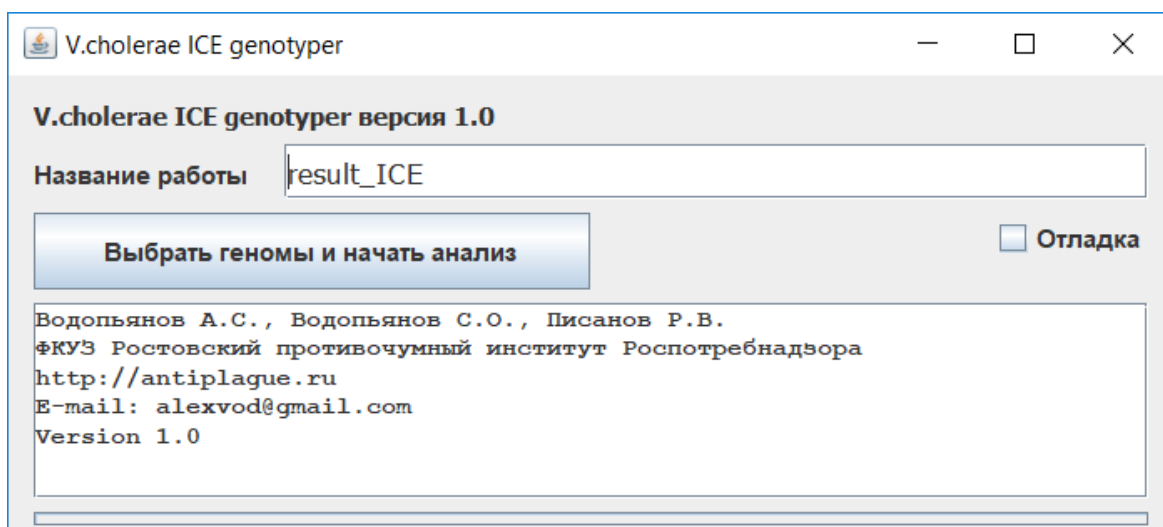 V.cholerae ICE genotyper
V.cholerae ICE genotyper версия 1.0
Название работы result_ICE
Выбрать геномы и начать анализ
Отладка
Водопьянов А.С., Водопьянов С.О., Писанов Р.В.
ФКУЗ Ростовский противочумный институт Роспотребнадзора
http://antiplague.ru
E-mail: alexvod@gmail.com
Version 1.0